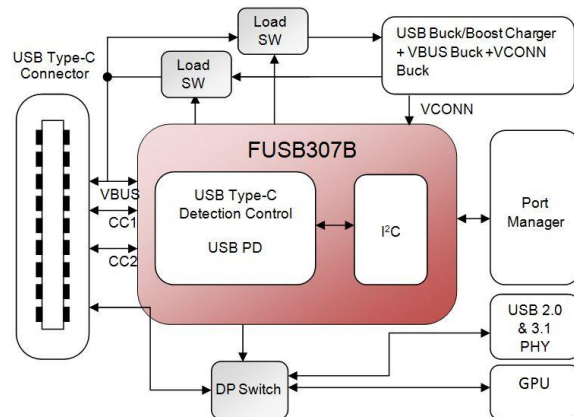 Load
SW
USB Buck/Boost Charger
+ VBUS Buck +VCONN
Buck
USB Type-C
Connector
Load
SW
VCONN
FUSB307B
VBUS
CC1
CC2
USB Type-C
Detection Control
USB PD
I²C
Port
Manager
USB 2.0
& 3.1
PHY
DP Switch
GPU